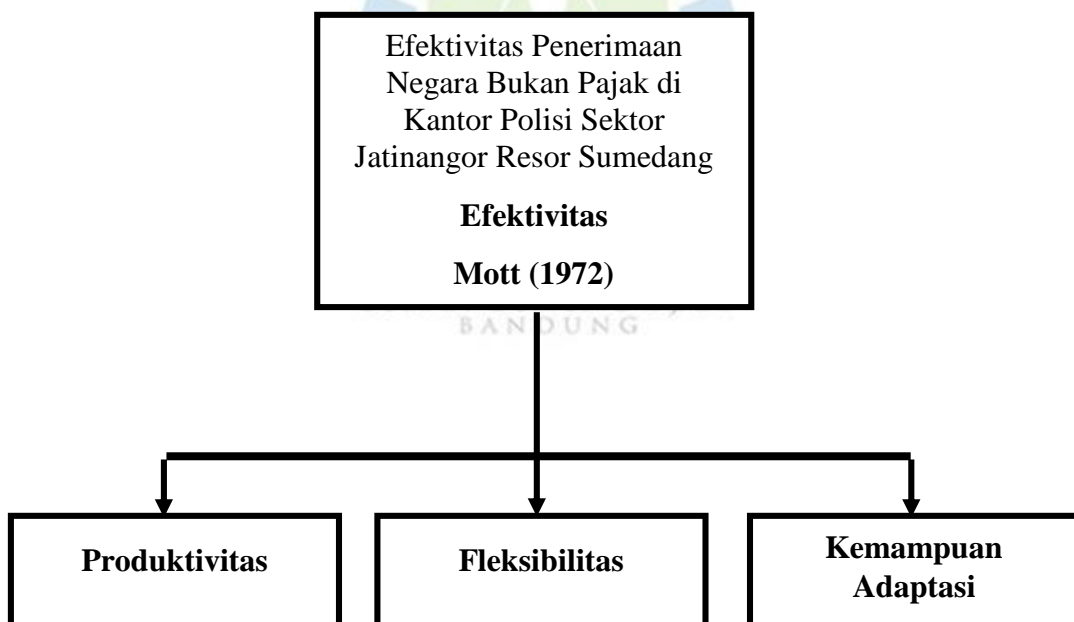 Efektivitas Penerimaan
Negara Bukan Pajak di
Kantor Polisi Sektor
Jatinangor Resor Sumedang
Efektivitas
Mott (1972)
BANDUNG
Produktivitas
Fleksibilitas
Kemampuan
Adaptasi